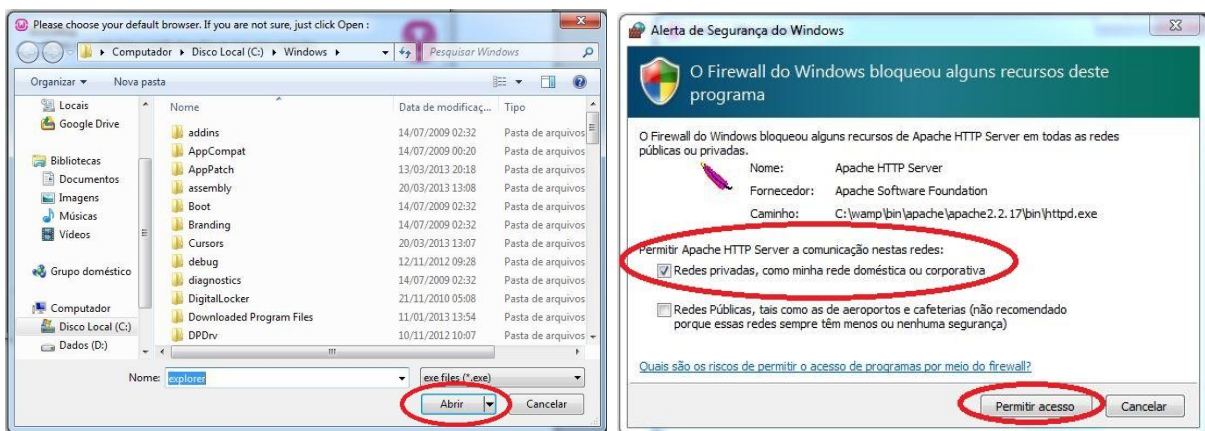 Please choose your default browser. If you are not sure, just click Open :
Computador ▸ Disco Local (C:) ▸ Windows ▸
Pesquisar Windows
Organizar ▾ Nova pasta
Locais
Google Drive
Bibliotecas
Documentos
Imagens
Músicas
Vídeos
Grupo doméstico
Computador
Disco Local (C:)
Dados (D:)
Nome Data de modificaç... Tipo
addins 14/07/2009 02:32 Pasta de arquivos
AppCompat 14/07/2009 00:20 Pasta de arquivos
AppPatch 13/03/2013 20:18 Pasta de arquivos
assembly 20/03/2013 13:08 Pasta de arquivos
Boot 14/07/2009 02:32 Pasta de arquivos
Branding 14/07/2009 02:32 Pasta de arquivos
Cursors 20/03/2013 13:07 Pasta de arquivos
debug 12/11/2012 09:28 Pasta de arquivos
diagnostics 14/07/2009 02:32 Pasta de arquivos
DigitalLocker 21/11/2010 05:08 Pasta de arquivos
Downloaded Program Files 11/01/2013 13:54 Pasta de arquivos
DPDrv 10/11/2012 10:07 Pasta de arquivos
Nome: explorer exe files (*.exe)
Abrir Cancelar
Alerta de Segurança do Windows
O Firewall do Windows bloqueou alguns recursos deste
programa
O Firewall do Windows bloqueou alguns recursos de Apache HTTP Server em todas as redes
públicas ou privadas.
Nome: Apache HTTP Server
Fornecedor: Apache Software Foundation
Caminho: C:\wamp\bin\apache\apache2.2.17\bin\httpd.exe
Permitir Apache HTTP Server a comunicação nestas redes:
Redes privadas, como minha rede doméstica ou corporativa
Redes Públicas, tais como as de aeroportos e cafeterias (não recomendado
porque essas redes sempre têm menos ou nenhuma segurança)
Quais são os riscos de permitir o acesso de programas por meio do firewall?
Permitir acesso Cancelar